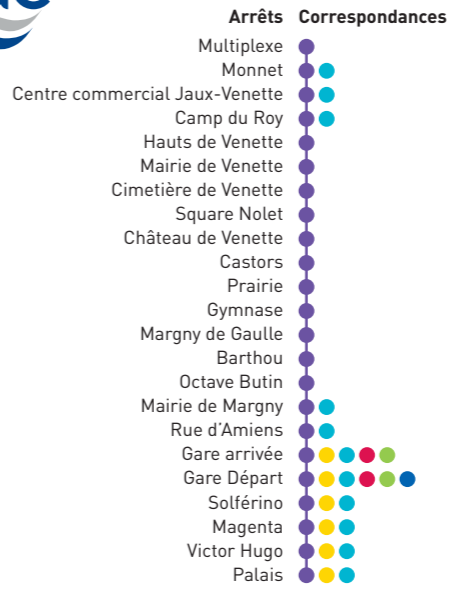 Arrêts Correspondances
Multiplexe
Monnet
Centre commercial Jaux-Venette
Camp du Roy
Hauts de Venette
Mairie de Venette
Cimetière de Venette
Square Nolet
Château de Venette
Castors
Prairie
Gymnase
Margny de Gaulle
Barthou
Octave Butin
Mairie de Margny
Rue d'Amiens
Gare arrivée
Gare Départ
Solférino
Magenta
Victor Hugo
Palais